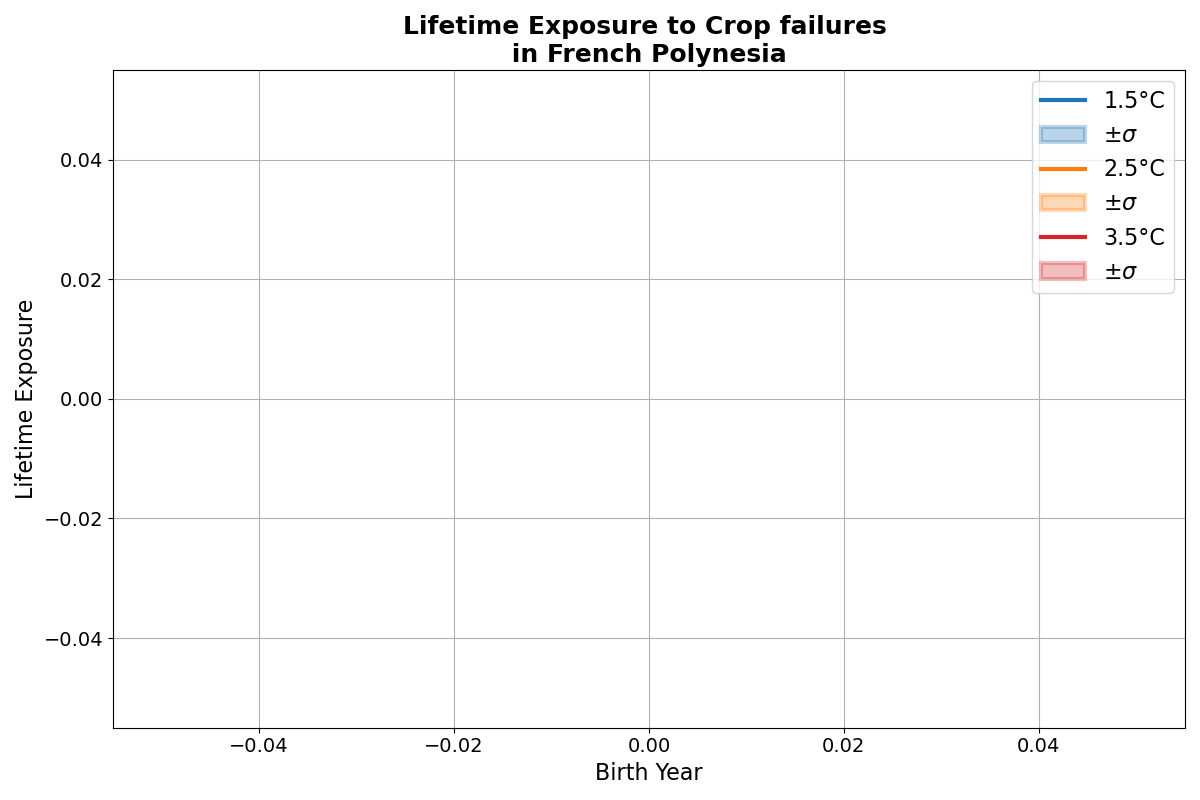 Lifetime Exposure to Crop failures
in French Polynesia
1.5°C
±σ
2.5°C
±σ
3.5°C
±σ
Lifetime Exposure
0.04
0.02
0.00
−0.02
−0.04
−0.04
−0.02
0.00
0.02
0.04
Birth Year